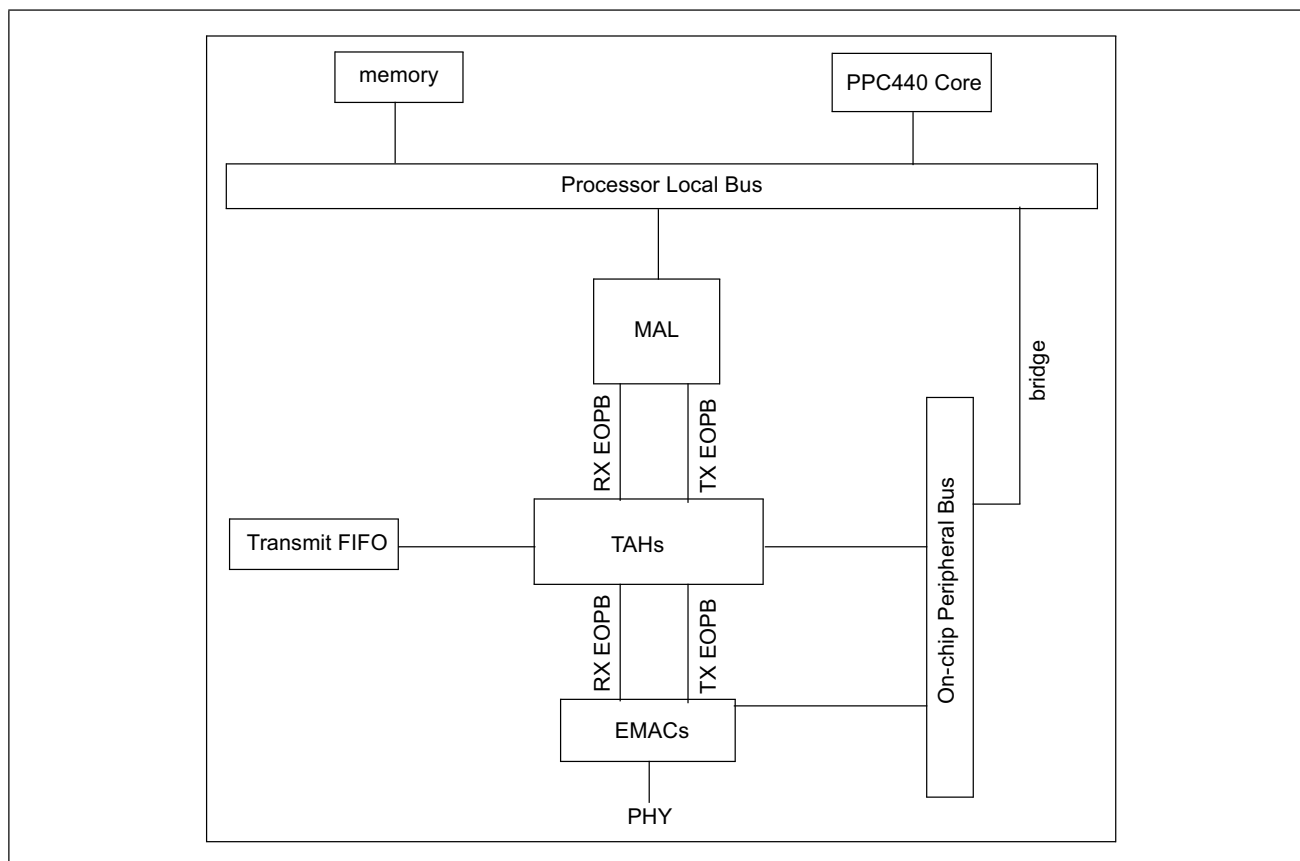 memory
PPC440 Core
Processor Local Bus
MAL
bridge
RX EOPB
TX EOPB
Transmit FIFO
TAHs
On-chip Peripheral Bus
RX EOPB
TX EOPB
EMACs
PHY